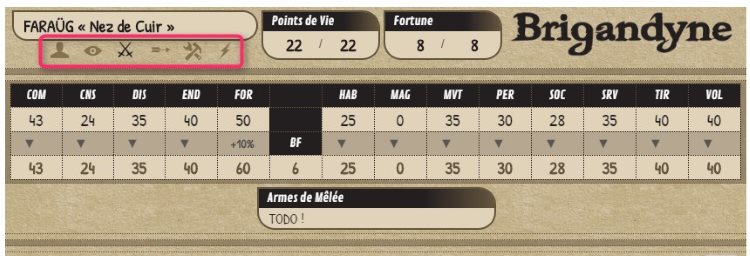 FARAÜG « Nez de Cuir »
Points de Vie
22 / 22
Fortune
8 / 8
Brigandyne
COM CNS DIS END FOR HAB MAG MVT PER SOC SRV TIR VOL
43 24 35 40 50 25 0 35 30 28 35 40 40
▼ ▼ ▼ ▼ +10% BF ▼ ▼ ▼ ▼ ▼ ▼ ▼ ▼
43 24 35 40 60 6 25 0 35 30 28 35 40 40
Armes de Mêlée
TODO !